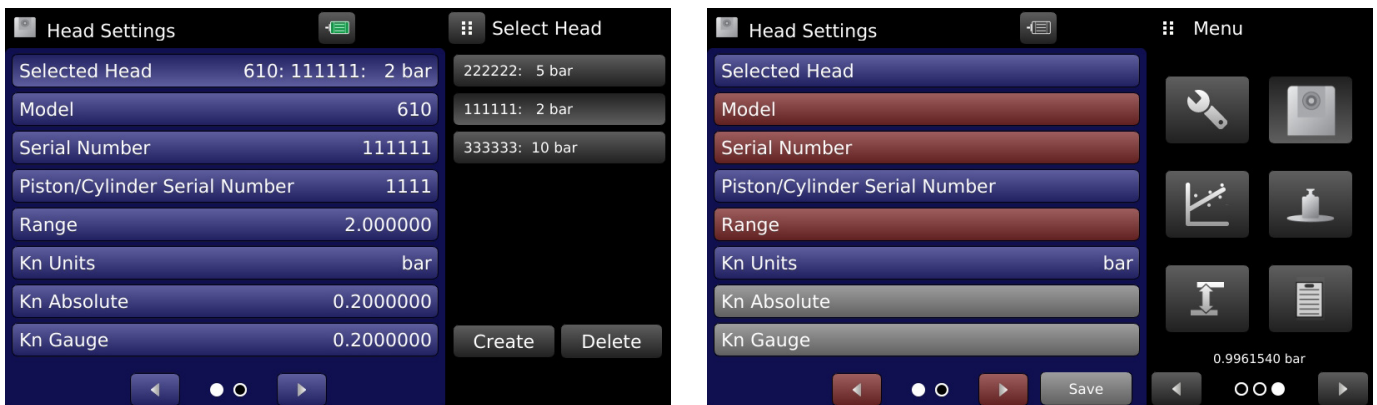 Head Settings
Select Head
Selected Head 610: 111111: 2 bar
Model 610
Serial Number 111111
Piston/Cylinder Serial Number 1111
Range 2.000000
Kn Units bar
Kn Absolute 0.2000000
Kn Gauge 0.2000000
222222: 5 bar
111111: 2 bar
333333: 10 bar
Create Delete
Head Settings
Menu
Selected Head
Model
Serial Number
Piston/Cylinder Serial Number
Range
Kn Units bar
Kn Absolute
Kn Gauge
Save
0.9961540 bar